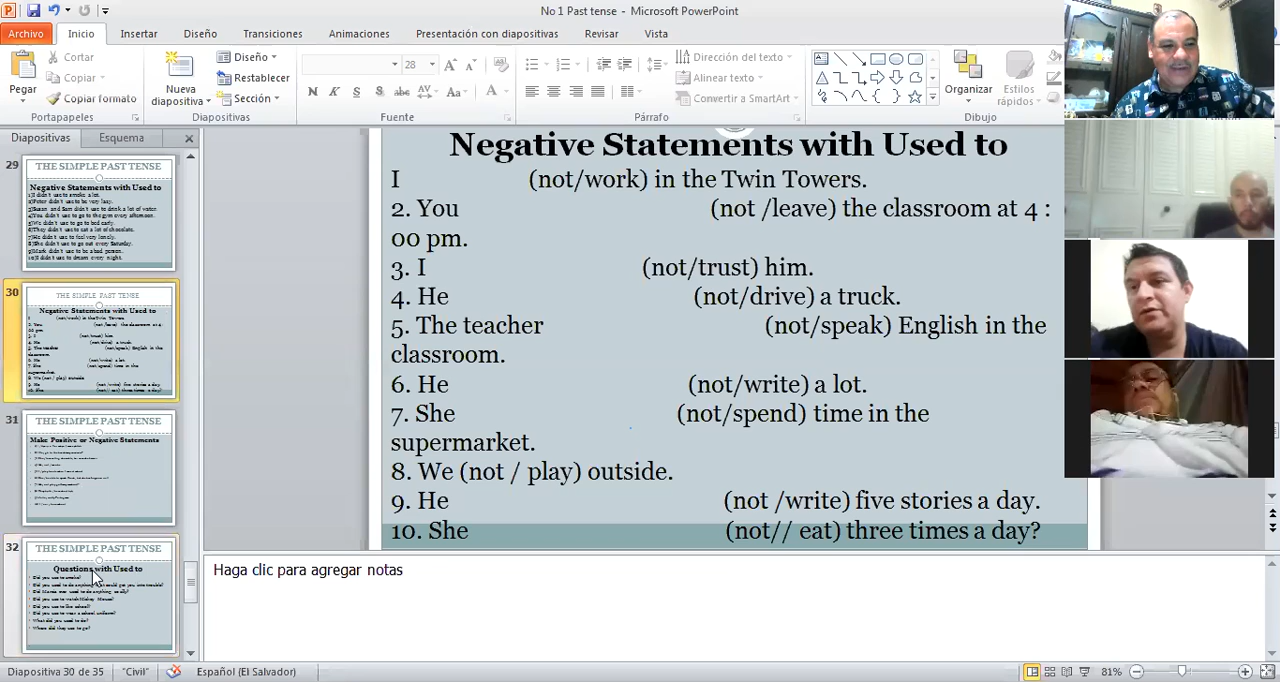 No 1 Past tense - Microsoft PowerPoint
Archivo Inicio Insertar Diseño Transiciones Animaciones Presentación con diapositivas Revisar Vista
Pegar
Cortar
Copiar
Copiar formato
Portapapeles
Nueva diapositiva
Diseño
Restablecer
Sección
Diapositivas
28
Fuente
Párrafo
Dirección del texto
Alinear texto
Convertir a SmartArt
Organizar
Estilos rápidos
Dibujo
Diapositivas Esquema
29
THE SIMPLE PAST TENSE
Negative Statements with Used to
30
THE SIMPLE PAST TENSE
Negative Statements with Used to
31
THE SIMPLE PAST TENSE
Make Positive or Negative Statements
32
THE SIMPLE PAST TENSE
Questions with Used to
Negative Statements with Used to
I (not/work) in the Twin Towers.
2. You (not /leave) the classroom at 4 :
00 pm.
3. I (not/trust) him.
4. He (not/drive) a truck.
5. The teacher (not/speak) English in the
classroom.
6. He (not/write) a lot.
7. She (not/spend) time in the
supermarket.
8. We (not / play) outside.
9. He (not /write) five stories a day.
10. She (not// eat) three times a day?
Haga clic para agregar notas
Diapositiva 30 de 35 "Civil" Español (El Salvador) 81%